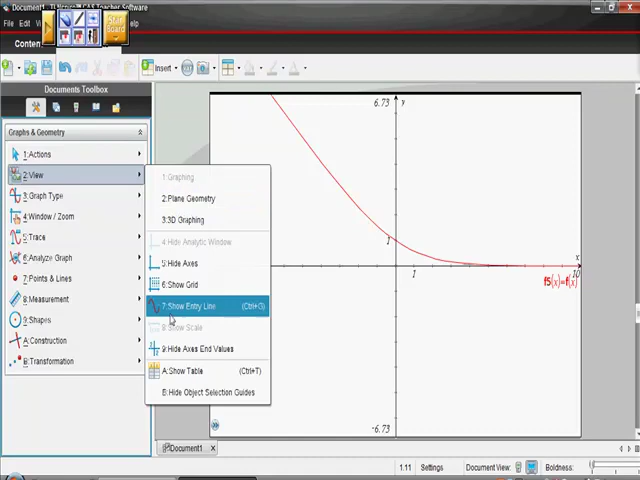 Document1
File
Edit
Start
Board
Insert
Documents Toolbox
Graphs & Geometry
1:Actions
2:View
3:Graph Type
4:Window / Zoom
5:Trace
6:Analyze Graph
7:Points & Lines
8:Measurement
9:Shapes
A:Construction
B:Transformation
1:Graphing
2:Plane Geometry
3:3D Graphing
4:Hide Analytic Window
5:Hide Axes
6:Show Grid
7:Show Entry Line (Ctrl+G)
8:Show Scale
9:Hide Axes End Values
A:Show Table (Ctrl+T)
B:Hide Object Selection Guides
6.73
y
1
x
1
10
f5(x)=f(x)
-6.73
Document1
1.11
Settings
Document View:
Boldness: